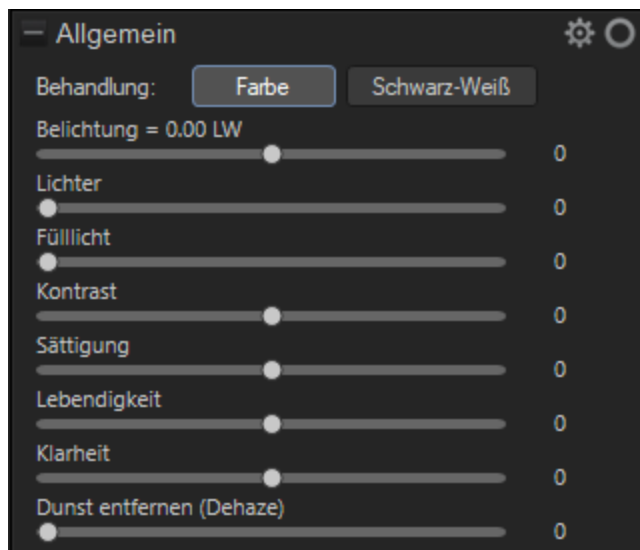 Allgemein
Behandlung: Farbe Schwarz-Weiß
Belichtung = 0.00 LW
0
Lichter
0
Fülllicht
0
Kontrast
0
Sättigung
0
Lebendigkeit
0
Klarheit
0
Dunst entfernen (Dehaze)
0